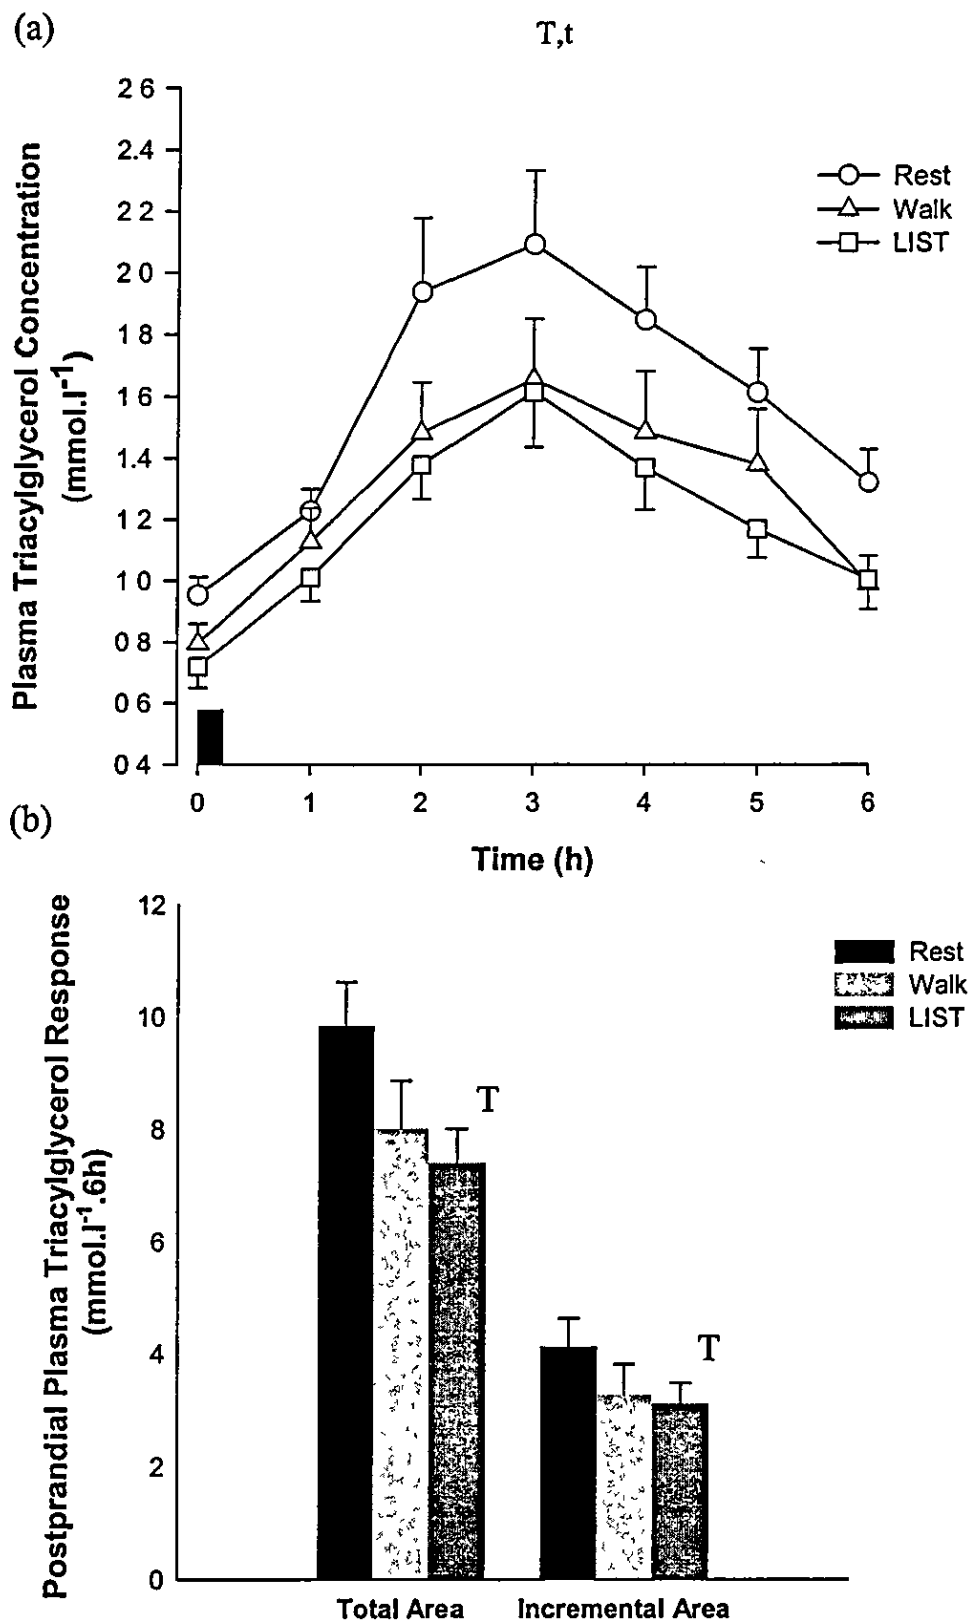 (a)
T,t
2 6
2.4
2 2
2 0
1 8
1 6
1.4
1 2
1 0
0 8
0 6
0 4
Plasma Triacylglycerol Concentration
(mmol.l⁻¹)
Rest
Walk
LIST
0 1 2 3 4 5 6
Time (h)
(b)
12
10
8
6
4
2
0
Postprandial Plasma Triacylglycerol Response
(mmol.l⁻¹.6h)
Rest
Walk
LIST
T
T
Total Area Incremental Area